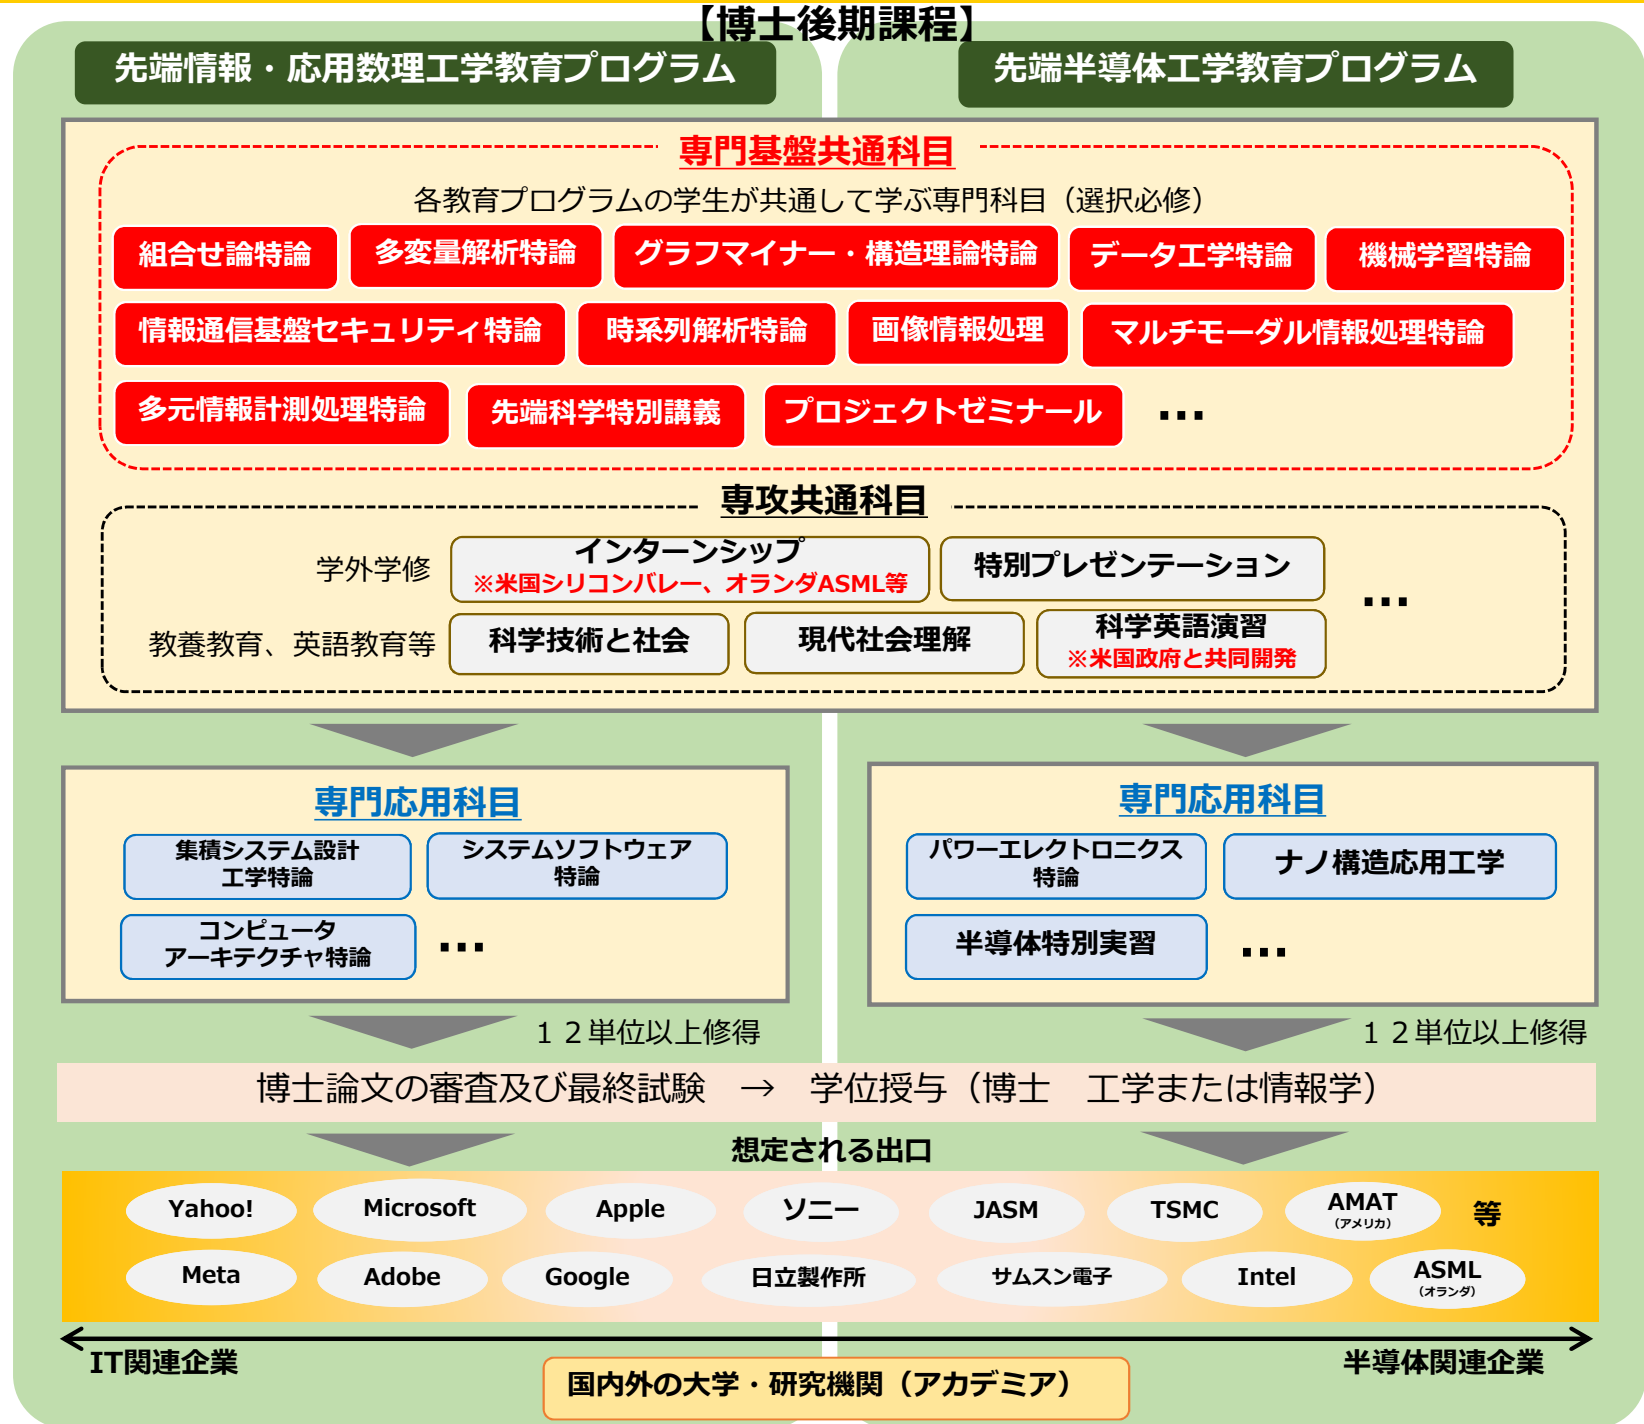 【博士後期課程】
先端情報・応用数理工学教育プログラム
先端半導体工学教育プログラム
専門基盤共通科目
各教育プログラムの学生が共通して学ぶ専門科目（選択必修）
組合せ論特論
多変量解析特論
グラフマイナー・構造理論特論
データ工学特論
機械学習特論
情報通信基盤セキュリティ特論
時系列解析特論
画像情報処理
マルチモーダル情報処理特論
多元情報計測処理特論
先端科学特別講義
プロジェクトゼミナール
…
専攻共通科目
学外学修
インターンシップ
※米国シリコンバレー、オランダASML等
特別プレゼンテーション
…
教養教育、英語教育等
科学技術と社会
現代社会理解
科学英語演習
※米国政府と共同開発
専門応用科目
集積システム設計
工学特論
システムソフトウェア
特論
コンピュータ
アーキテクチャ特論
…
専門応用科目
パワーエレクトロニクス
特論
ナノ構造応用工学
半導体特別実習
…
１２単位以上修得
１２単位以上修得
博士論文の審査及び最終試験　→　学位授与（博士　工学または情報学）
想定される出口
Yahoo!
Microsoft
Apple
ソニー
JASM
TSMC
AMAT
（アメリカ）
等
Meta
Adobe
Google
日立製作所
サムスン電子
Intel
ASML
（オランダ）
IT関連企業
半導体関連企業
国内外の大学・研究機関（アカデミア）